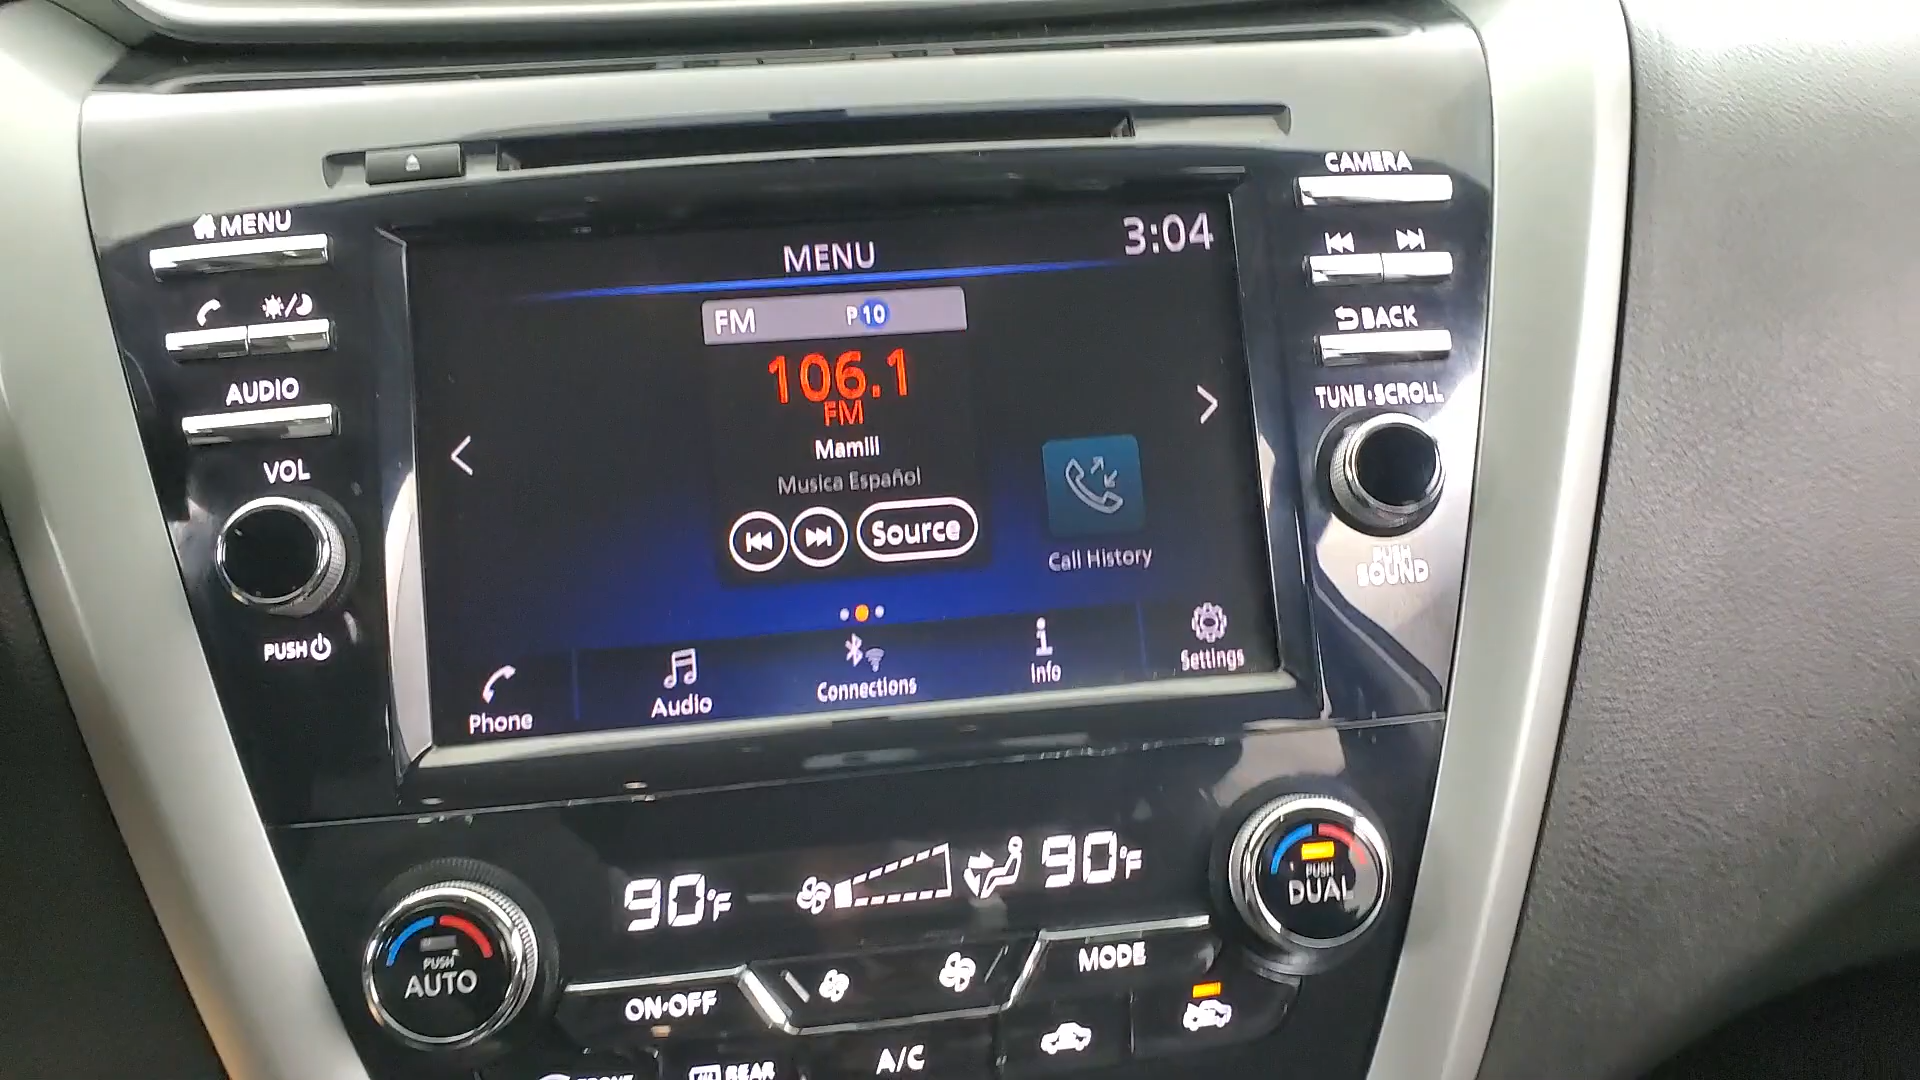 CAMERA
MENU
MENU
3:04
FM
P10
106.1
FM
Mamiii
Musica Español
Source
Call History
AUDIO
BACK
TUNE·SCROLL
VOL
PUSH
SOUND
PUSH
Phone
Audio
Connections
Info
Settings
90°F
90°F
PUSH
AUTO
PUSH
DUAL
ON·OFF
MODE
A/C
REAR